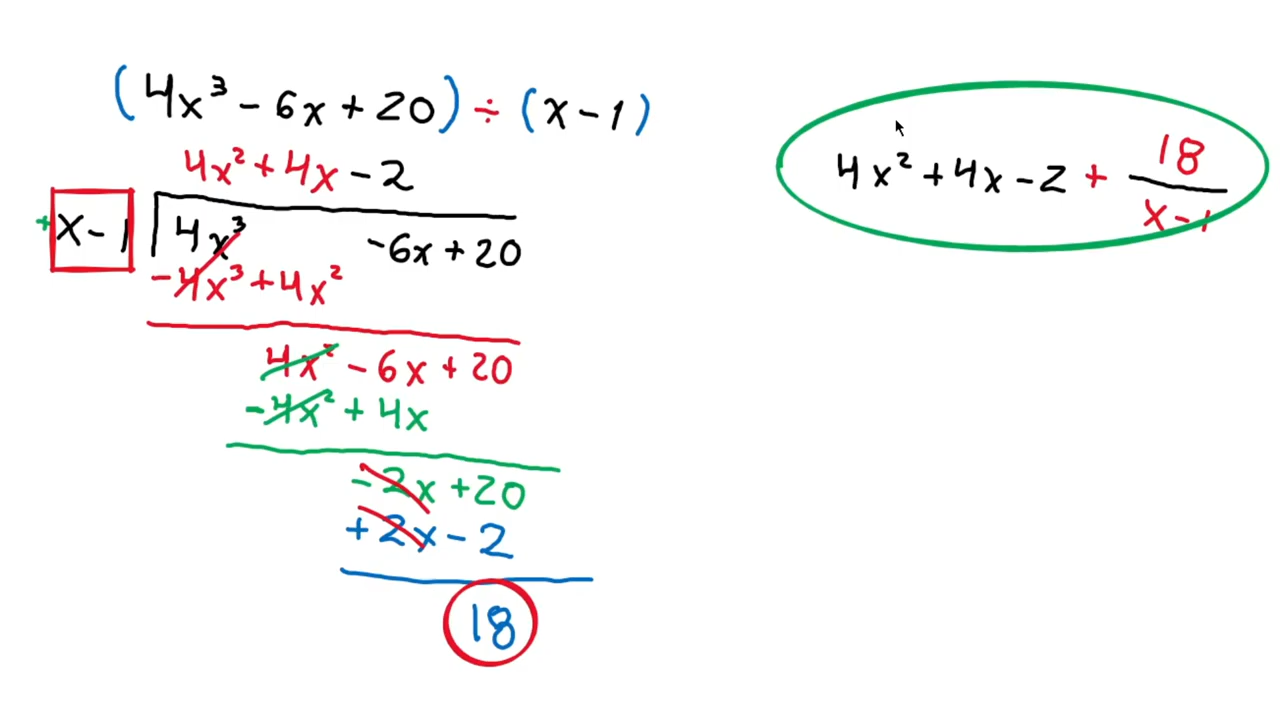 (4x³ - 6x + 20) ÷ (x - 1)
4x² + 4x - 2
+ x - 1 4x³ - 6x + 20
- 4x³ + 4x²
4x² - 6x + 20
- 4x² + 4x
- 2x + 20
+ 2x - 2
18
4x² + 4x - 2 + 18
x - 1